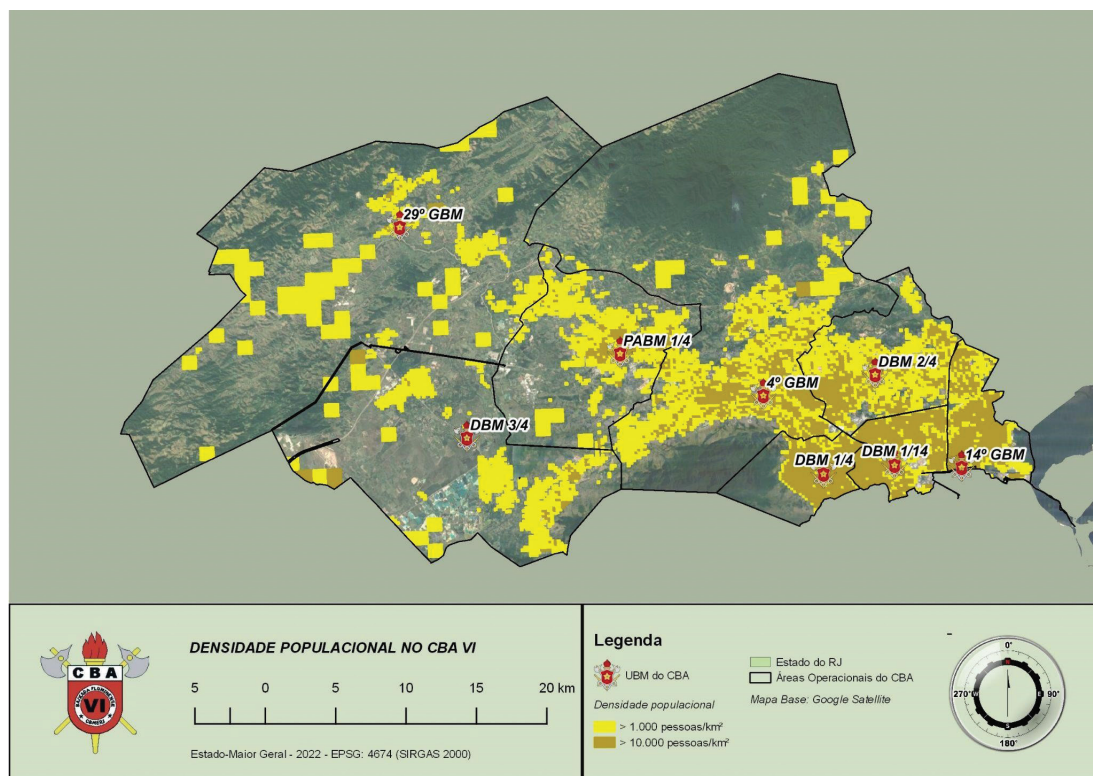 29º GBM
PABM 1/4
DBM 2/4
4º GBM
DBM 3/4
DBM 1/4
DBM 1/14
14º GBM
CBA
BAIXADA FLUMINENSE
VI
CBMERJ
DENSIDADE POPULACIONAL NO CBA VI
5 0 5 10 15 20 km
Estado-Maior Geral - 2022 - EPSG: 4674 (SIRGAS 2000)
Legenda
UBM do CBA
Densidade populacional
> 1.000 pessoas/km²
> 10.000 pessoas/km²
Estado do RJ
Áreas Operacionais do CBA
Mapa Base: Google Satellite
0°
N
270° W E 90°
S
180°